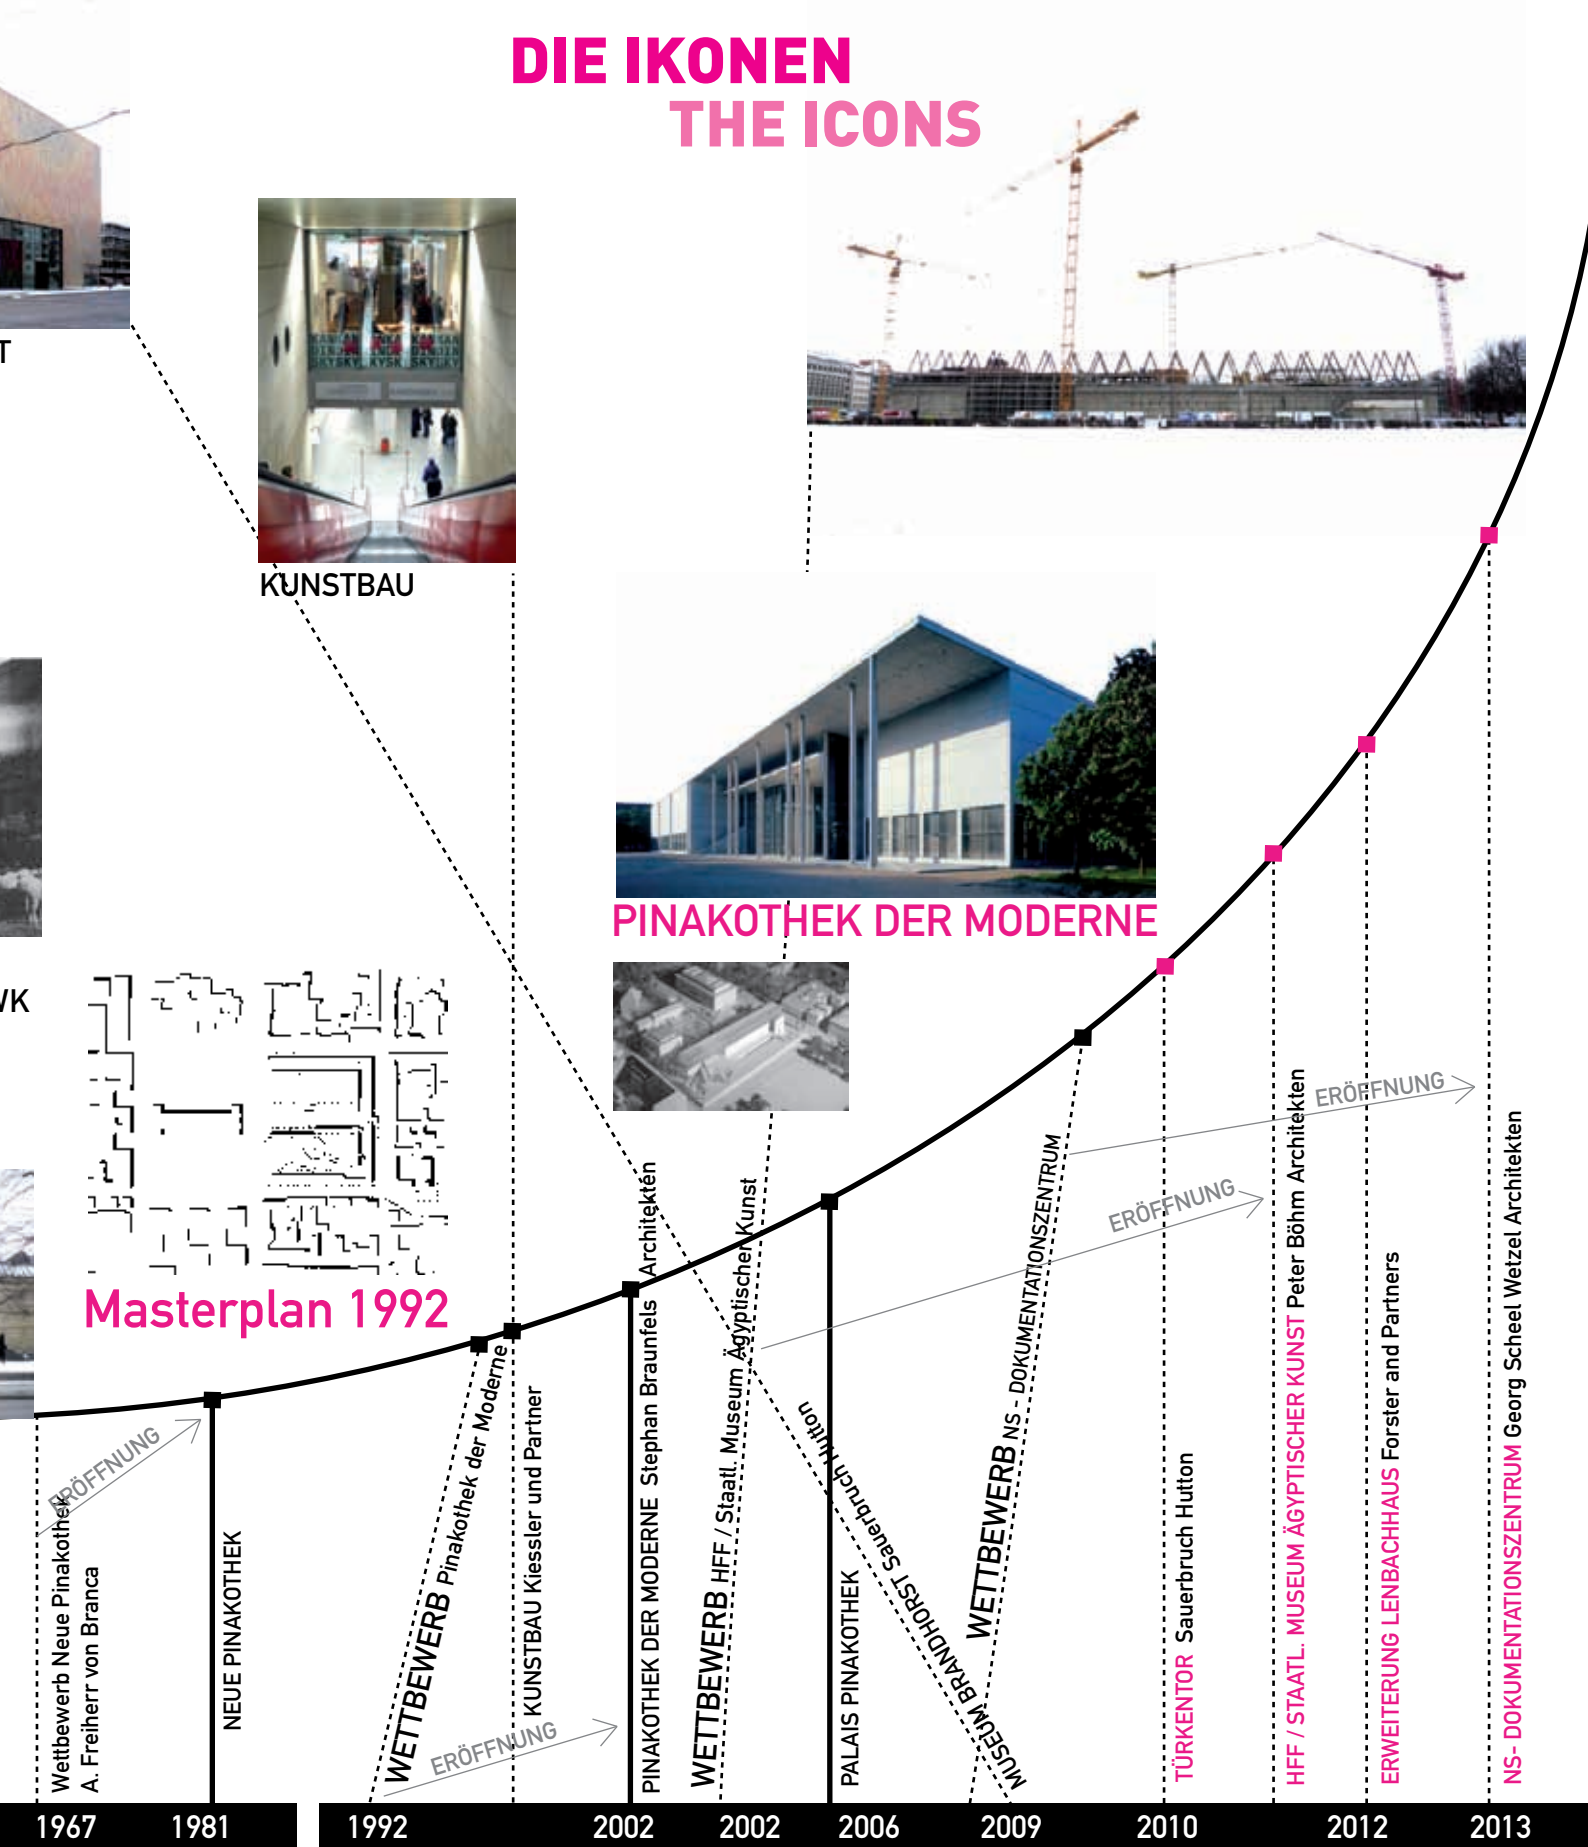 DIE IKONEN
THE ICONS
T
KUNSTBAU
PINAKOTHEK DER MODERNE
WK
Masterplan 1992
ERÖFFNUNG
Wettbewerb Neue Pinakothek
A. Freiherr von Branca
NEUE PINAKOTHEK
WETTBEWERB Pinakothek der Moderne
ERÖFFNUNG
KUNSTBAU Kiessler und Partner
PINAKOTHEK DER MODERNE Stephan Braunfels Architekten
WETTBEWERB HFF / Staatl. Museum Ägyptischer Kunst
PALAIS PINAKOTHEK
MUSEUM BRANDHORST Sauerbruch Hutton
WETTBEWERB NS - DOKUMENTATIONSZENTRUM
ERÖFFNUNG
ERÖFFNUNG
TÜRKENTOR Sauerbruch Hutton
HFF / STAATL. MUSEUM ÄGYPTISCHER KUNST Peter Böhm Architekten
ERWEITERUNG LENBACHHAUS Forster and Partners
NS- DOKUMENTATIONSZENTRUM Georg Scheel Wetzel Architekten
1967 1981 1992 2002 2002 2006 2009 2010 2012 2013